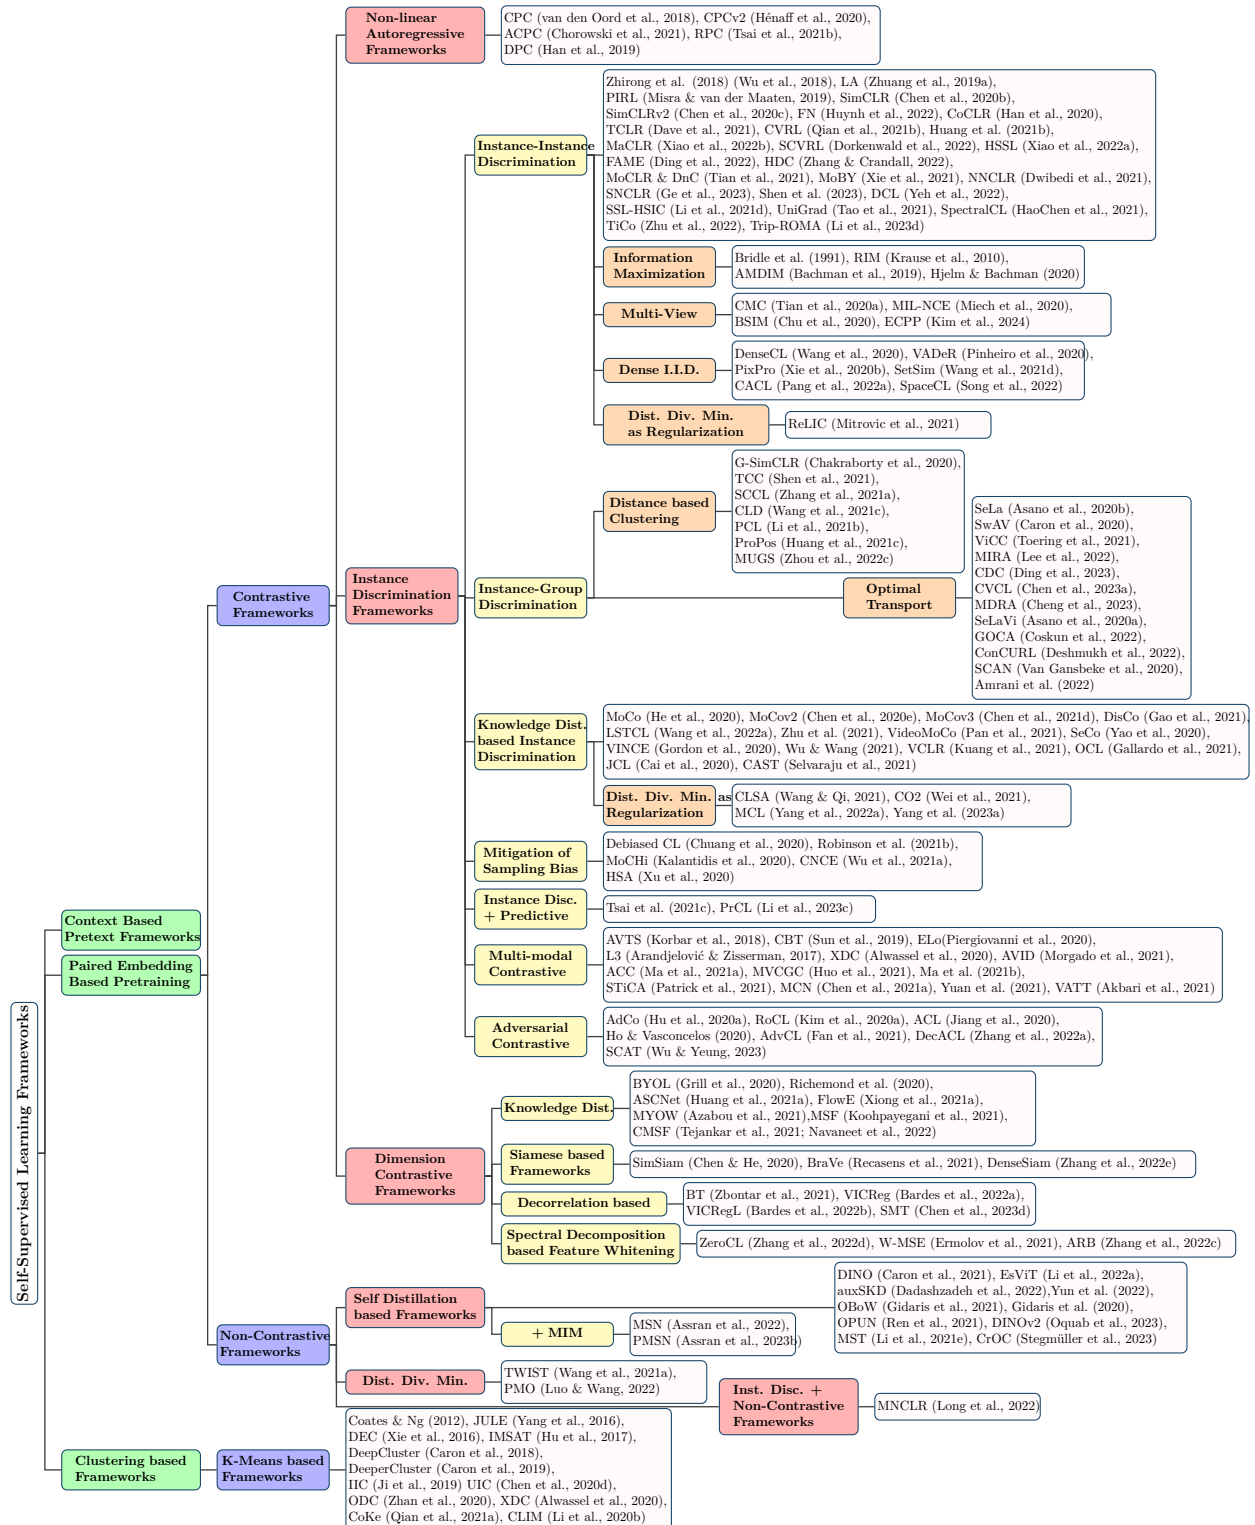 Non-linear
Autoregressive
Frameworks
CPC (van den Oord et al., 2018), CPCv2 (Hénaff et al., 2020),
ACPC (Chorowski et al., 2021), RPC (Tsai et al., 2021b),
DPC (Han et al., 2019)
Zhirong et al. (2018) (Wu et al., 2018), LA (Zhuang et al., 2019a),
PIRL (Misra & van der Maaten, 2019), SimCLR (Chen et al., 2020b),
SimCLRv2 (Chen et al., 2020c), FN (Huynh et al., 2022), CoCLR (Han et al., 2020),
TCLR (Dave et al., 2021), CVRL (Qian et al., 2021b), Huang et al. (2021b),
MaCLR (Xiao et al., 2022b), SCVRL (Dorkenwald et al., 2022), HSSL (Xiao et al., 2022a),
FAME (Ding et al., 2022), HDC (Zhang & Crandall, 2022),
MoCLR & DnC (Tian et al., 2021), MoBY (Xie et al., 2021), NNCLR (Dwibedi et al., 2021),
SNCLR (Ge et al., 2023), Shen et al. (2023), DCL (Yeh et al., 2022),
SSL-HSIC (Li et al., 2021d), UniGrad (Tao et al., 2021), SpectralCL (HaoChen et al., 2021),
TiCo (Zhu et al., 2022), Trip-ROMA (Li et al., 2023d)
Instance-Instance
Discrimination
Information
Maximization
Bridle et al. (1991), RIM (Krause et al., 2010),
AMDIM (Bachman et al., 2019), Hjelm & Bachman (2020)
Multi-View
CMC (Tian et al., 2020a), MIL-NCE (Miech et al., 2020),
BSIM (Chu et al., 2020), ECPP (Kim et al., 2024)
Dense I.I.D.
DenseCL (Wang et al., 2020), VADeR (Pinheiro et al., 2020),
PixPro (Xie et al., 2020b), SetSim (Wang et al., 2021d),
CACL (Pang et al., 2022a), SpaceCL (Song et al., 2022)
Dist. Div. Min.
as Regularization
ReLIC (Mitrovic et al., 2021)
Distance based
Clustering
G-SimCLR (Chakraborty et al., 2020),
TCC (Shen et al., 2021),
SCCL (Zhang et al., 2021a),
CLD (Wang et al., 2021c),
PCL (Li et al., 2021b),
ProPos (Huang et al., 2021c),
MUGS (Zhou et al., 2022c)
Contrastive
Frameworks
Instance
Discrimination
Frameworks
Instance-Group
Discrimination
Optimal
Transport
SeLa (Asano et al., 2020b),
SwAV (Caron et al., 2020),
ViCC (Toering et al., 2021),
MIRA (Lee et al., 2022),
CDC (Ding et al., 2023),
CVCL (Chen et al., 2023a),
MDRA (Cheng et al., 2023),
SeLaVi (Asano et al., 2020a),
GOCA (Coskun et al., 2022),
ConCURL (Deshmukh et al., 2022),
SCAN (Van Gansbeke et al., 2020),
Amrani et al. (2022)
Knowledge Dist.
based Instance
Discrimination
MoCo (He et al., 2020), MoCov2 (Chen et al., 2020e), MoCov3 (Chen et al., 2021d), DisCo (Gao et al., 2021),
LSTCL (Wang et al., 2022a), Zhu et al. (2021), VideoMoCo (Pan et al., 2021), SeCo (Yao et al., 2020),
VINCE (Gordon et al., 2020), Wu & Wang (2021), VCLR (Kuang et al., 2021), OCL (Gallardo et al., 2021),
JCL (Cai et al., 2020), CAST (Selvaraju et al., 2021)
Dist. Div. Min. as
Regularization
CLSA (Wang & Qi, 2021), CO2 (Wei et al., 2021),
MCL (Yang et al., 2022a), Yang et al. (2023a)
Mitigation of
Sampling Bias
Debiased CL (Chuang et al., 2020), Robinson et al. (2021b),
MoCHi (Kalantidis et al., 2020), CNCE (Wu et al., 2021a),
HSA (Xu et al., 2020)
Instance Disc.
+ Predictive
Tsai et al. (2021c), PrCL (Li et al., 2023c)
Context Based
Pretext Frameworks
Paired Embedding
Based Pretraining
Multi-modal
Contrastive
AVTS (Korbar et al., 2018), CBT (Sun et al., 2019), ELo(Piergiovanni et al., 2020),
L3 (Arandjelović & Zisserman, 2017), XDC (Alwassel et al., 2020), AVID (Morgado et al., 2021),
ACC (Ma et al., 2021a), MVCGC (Huo et al., 2021), Ma et al. (2021b),
STiCA (Patrick et al., 2021), MCN (Chen et al., 2021a), Yuan et al. (2021), VATT (Akbari et al., 2021)
Adversarial
Contrastive
AdCo (Hu et al., 2020a), RoCL (Kim et al., 2020a), ACL (Jiang et al., 2020),
Ho & Vasconcelos (2020), AdvCL (Fan et al., 2021), DecACL (Zhang et al., 2022a),
SCAT (Wu & Yeung, 2023)
Self-Supervised Learning Frameworks
Knowledge Dist.
BYOL (Grill et al., 2020), Richemond et al. (2020),
ASCNet (Huang et al., 2021a), FlowE (Xiong et al., 2021a),
MYOW (Azabou et al., 2021),MSF (Koohpayegani et al., 2021),
CMSF (Tejankar et al., 2021; Navaneet et al., 2022)
Dimension
Contrastive
Frameworks
Siamese based
Frameworks
SimSiam (Chen & He, 2020), BraVe (Recasens et al., 2021), DenseSiam (Zhang et al., 2022e)
Decorrelation based
BT (Zbontar et al., 2021), VICReg (Bardes et al., 2022a),
VICRegL (Bardes et al., 2022b), SMT (Chen et al., 2023d)
Spectral Decomposition
based Feature Whitening
ZeroCL (Zhang et al., 2022d), W-MSE (Ermolov et al., 2021), ARB (Zhang et al., 2022c)
Self Distillation
based Frameworks
DINO (Caron et al., 2021), EsViT (Li et al., 2022a),
auxSKD (Dadashzadeh et al., 2022),Yun et al. (2022),
OBoW (Gidaris et al., 2021), Gidaris et al. (2020),
OPUN (Ren et al., 2021), DINOv2 (Oquab et al., 2023),
MST (Li et al., 2021e), CrOC (Stegmüller et al., 2023)
+ MIM
MSN (Assran et al., 2022),
PMSN (Assran et al., 2023b)
Non-Contrastive
Frameworks
Dist. Div. Min.
TWIST (Wang et al., 2021a),
PMO (Luo & Wang, 2022)
Inst. Disc. +
Non-Contrastive
Frameworks
MNCLR (Long et al., 2022)
Clustering based
Frameworks
K-Means based
Frameworks
Coates & Ng (2012), JULE (Yang et al., 2016),
DEC (Xie et al., 2016), IMSAT (Hu et al., 2017),
DeepCluster (Caron et al., 2018),
DeeperCluster (Caron et al., 2019),
IIC (Ji et al., 2019) UIC (Chen et al., 2020d),
ODC (Zhan et al., 2020), XDC (Alwassel et al., 2020),
CoKe (Qian et al., 2021a), CLIM (Li et al., 2020b)